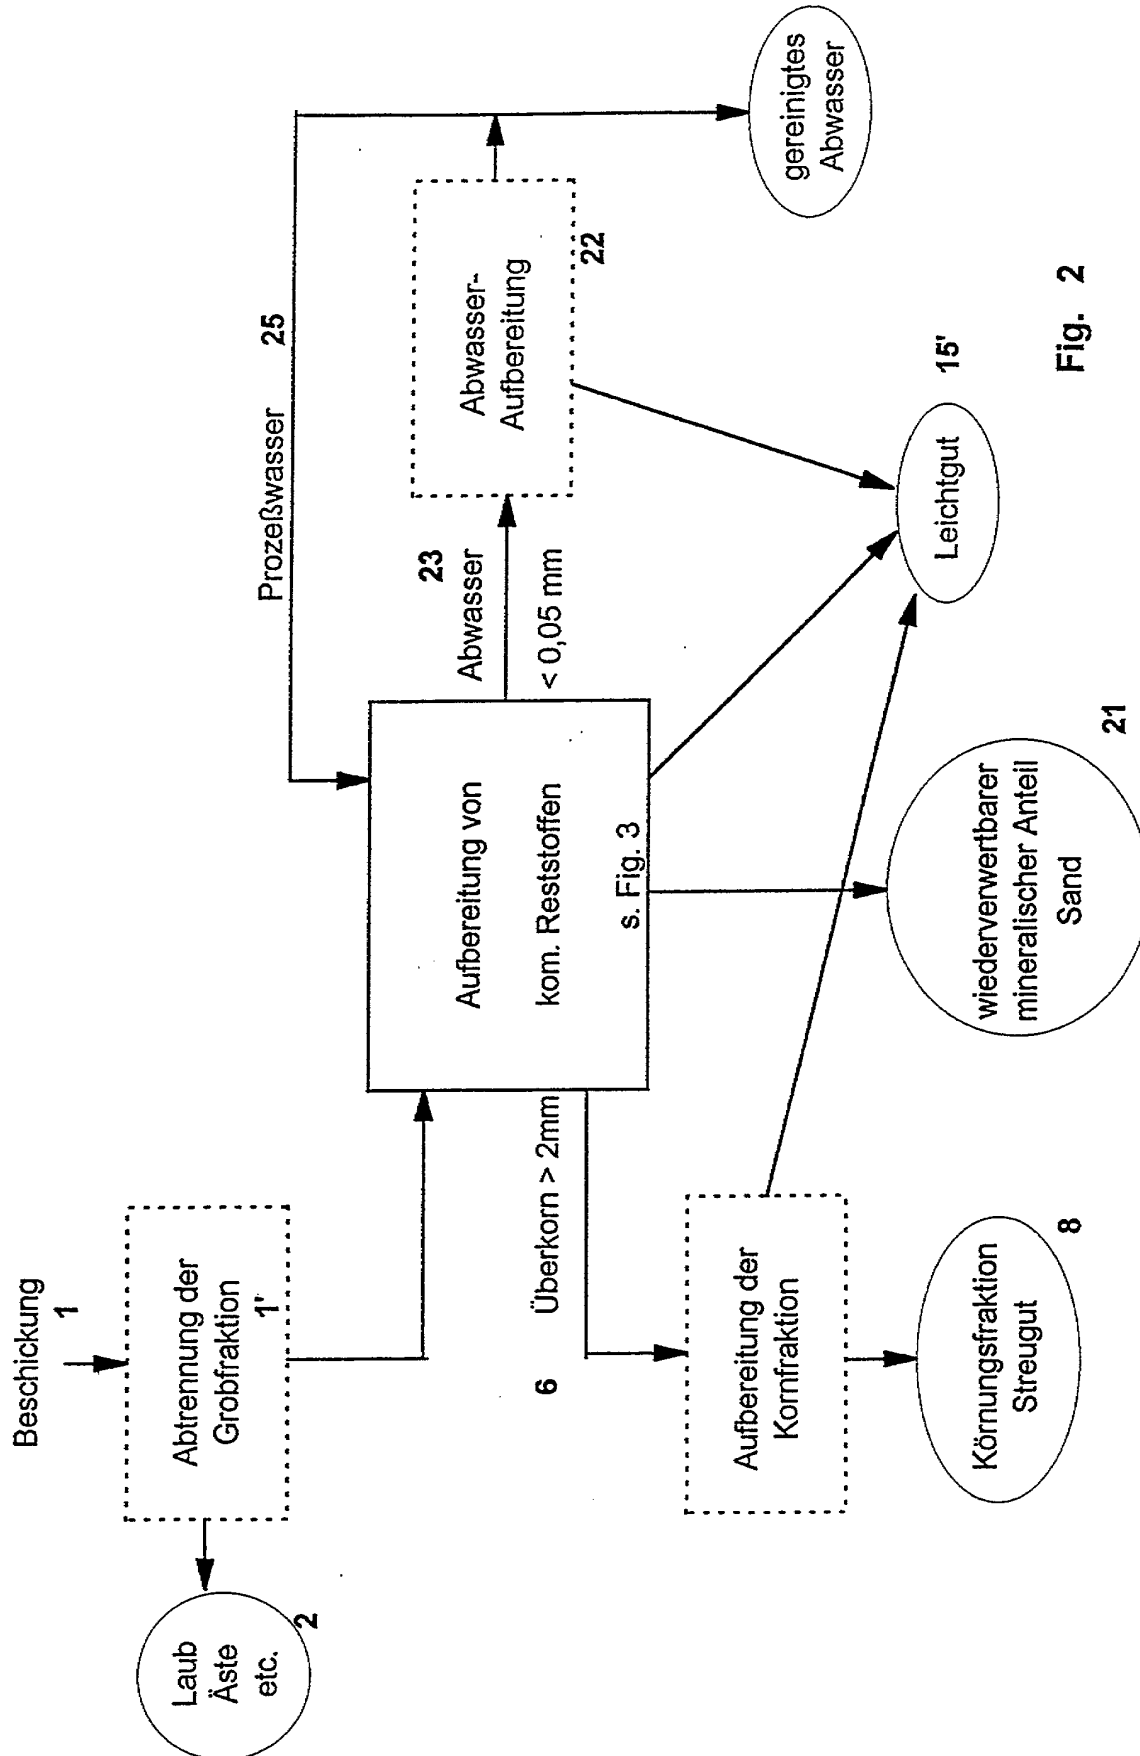 Beschickung
1
Abtrennung der
Grobfraktion
1'
Laub
Äste
etc.
2
Prozeßwasser
25
Aufbereitung von
kom. Reststoffen
s. Fig. 3
23
Abwasser
< 0,05 mm
Abwasser-
Aufbereitung
22
gereinigtes
Abwasser
6
Überkorn > 2mm
Aufbereitung der
Kornfraktion
Körnungsfraktion
Streugut
8
wiederverwertbarer
mineralischer Anteil
Sand
21
Leichtgut
15'
Fig. 2